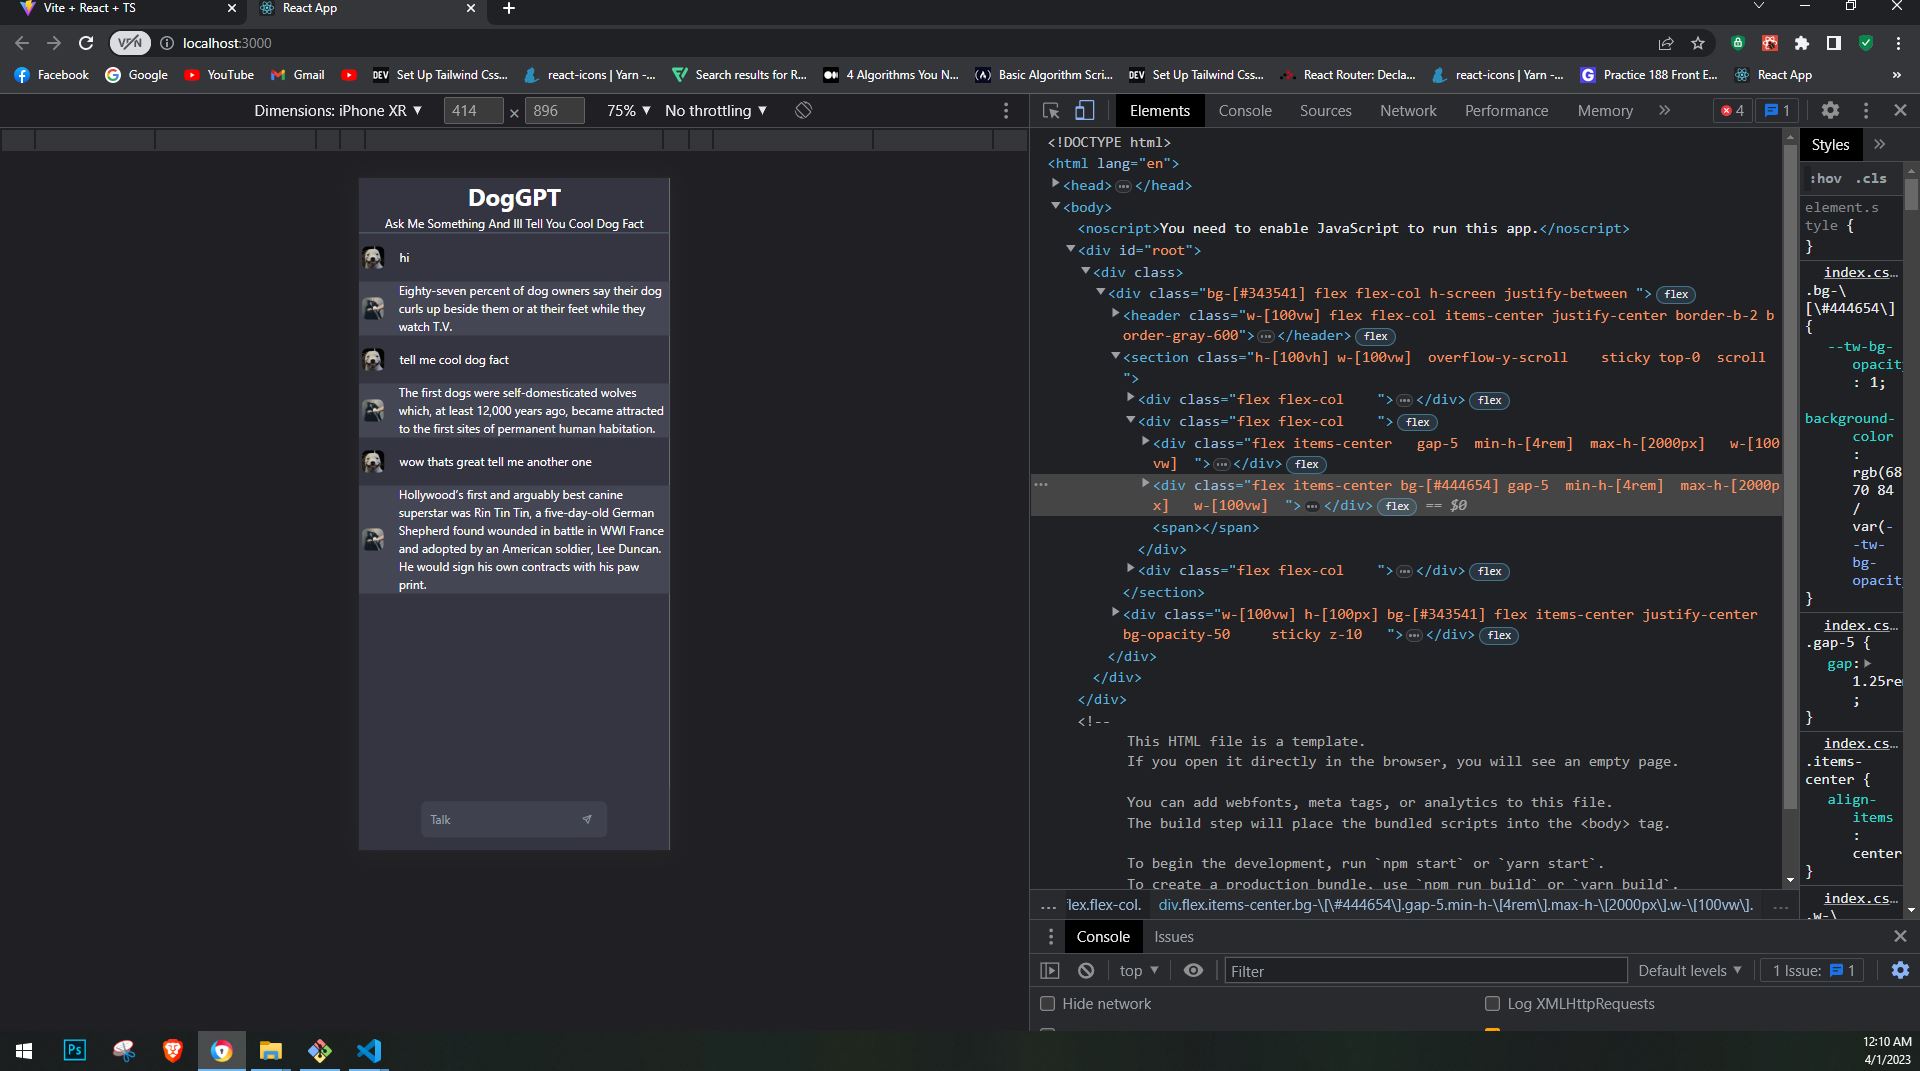 Vite + React + TS
React App
VPN
localhost:3000
Facebook
Google
YouTube
Gmail
DEV Set Up Tailwind Css...
react-icons | Yarn -...
Search results for R...
4 Algorithms You N...
Basic Algorithm Scri...
DEV Set Up Tailwind Css...
React Router: Decla...
react-icons | Yarn -...
Practice 188 Front E...
React App
»
Dimensions: iPhone XR ▼ 414 × 896 75% ▼ No throttling ▼
DogGPT
Ask Me Something And Ill Tell You Cool Dog Fact
hi
Eighty-seven percent of dog owners say their dog
curls up beside them or at their feet while they
watch T.V.
tell me cool dog fact
The first dogs were self-domesticated wolves
which, at least 12,000 years ago, became attracted
to the first sites of permanent human habitation.
wow thats great tell me another one
Hollywood's first and arguably best canine
superstar was Rin Tin Tin, a five-day-old German
Shepherd found wounded in battle in WWI France
and adopted by an American soldier, Lee Duncan.
He would sign his own contracts with his paw
print.
Talk
Elements Console Sources Network Performance Memory » 4 1
<!DOCTYPE html>
<html lang="en">
<head> ... </head>
<body>
<noscript>You need to enable JavaScript to run this app.</noscript>
<div id="root">
<div class>
<div class="bg-[#343541] flex flex-col h-screen justify-between "> flex
<header class="w-[100vw] flex flex-col items-center justify-center border-b-2 b
order-gray-600"> ... </header> flex
<section class="h-[100vh] w-[100vw]  overflow-y-scroll    sticky top-0  scroll
">
<div class="flex flex-col    "> ... </div> flex
<div class="flex flex-col    "> flex
<div class="flex items-center   gap-5  min-h-[4rem]  max-h-[2000px]   w-[100
vw]  "> ... </div> flex
... <div class="flex items-center bg-[#444654] gap-5  min-h-[4rem]  max-h-[2000p
x]   w-[100vw]  "> ... </div> flex == $0
<span></span>
</div>
<div class="flex flex-col    "> ... </div> flex
</section>
<div class="w-[100vw] h-[100px] bg-[#343541] flex items-center justify-center
bg-opacity-50     sticky z-10   "> ... </div> flex
</div>
</div>
</div>
<!--
This HTML file is a template.
If you open it directly in the browser, you will see an empty page.
You can add webfonts, meta tags, or analytics to this file.
The build step will place the bundled scripts into the <body> tag.
To begin the development, run `npm start` or `yarn start`.
To create a production bundle, use `npm run build` or `yarn build`.
... flex.flex-col. div.flex.items-center.bg-\[\#444654\].gap-5.min-h-\[4rem\].max-h-\[2000px\].w-\[100vw\]. ...
Styles »
:hov .cls
element.s
tyle {
}
index.cs...
.bg-\
[\#444654\]
{
--tw-bg-
opacity
: 1;
background-
color
:
rgb(68
70 84
/
var(-
-tw-
bg-
opacity
}
index.cs...
.gap-5 {
gap:
1.25re
;
}
index.cs...
.items-
center {
align-
items
:
center
}
index.cs...
.w-\
Console Issues
top ▼ Filter Default levels ▼ 1 Issue: 1
Hide network Log XMLHttpRequests
Ps
12:10 AM
4/1/2023